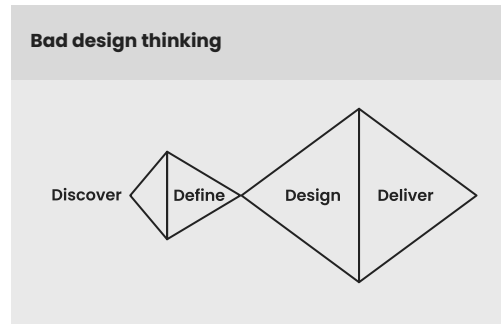 Bad design thinking
Discover
Define
Design
Deliver